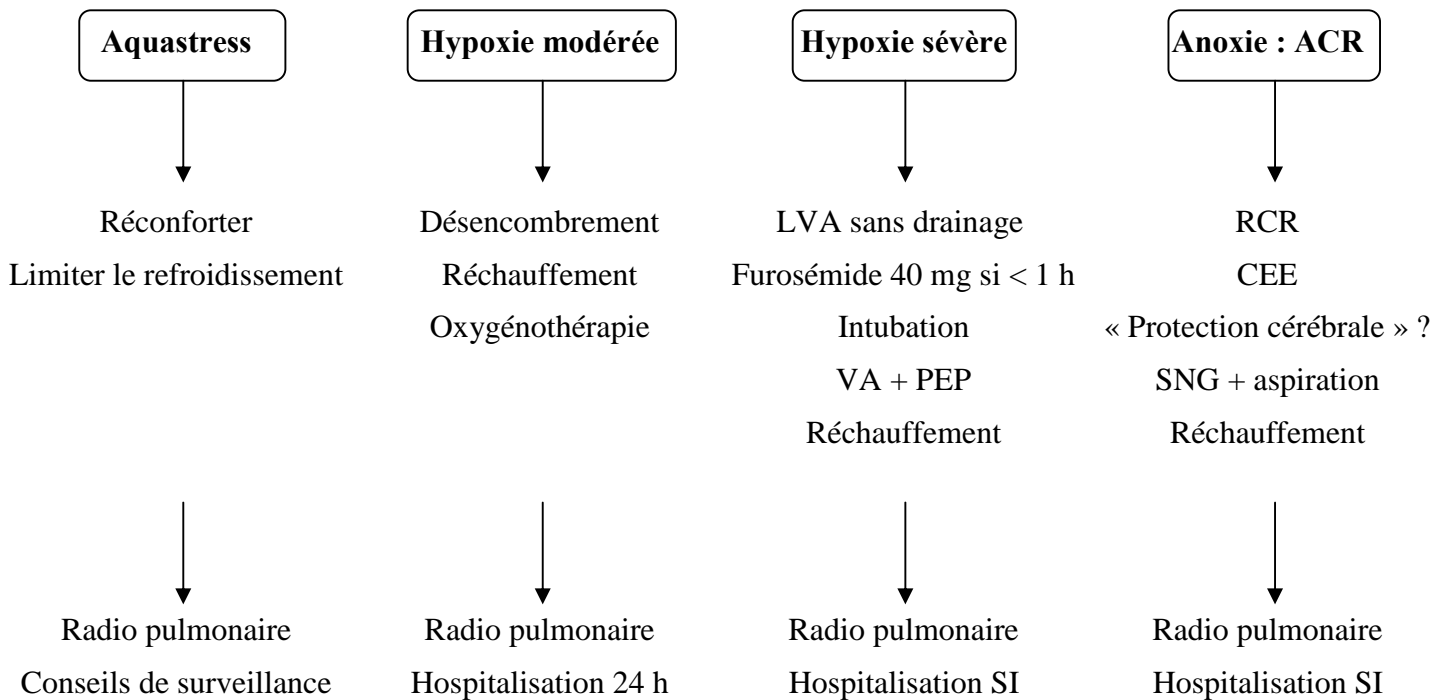 Aquastress
Hypoxie modérée
Hypoxie sévère
Anoxie : ACR
Réconforter
Limiter le refroidissement
Désencombrement
Réchauffement
Oxygénothérapie
LVA sans drainage
Furosémide 40 mg si < 1 h
Intubation
VA + PEP
Réchauffement
RCR
CEE
« Protection cérébrale » ?
SNG + aspiration
Réchauffement
Radio pulmonaire
Conseils de surveillance
Radio pulmonaire
Hospitalisation 24 h
Radio pulmonaire
Hospitalisation SI
Radio pulmonaire
Hospitalisation SI